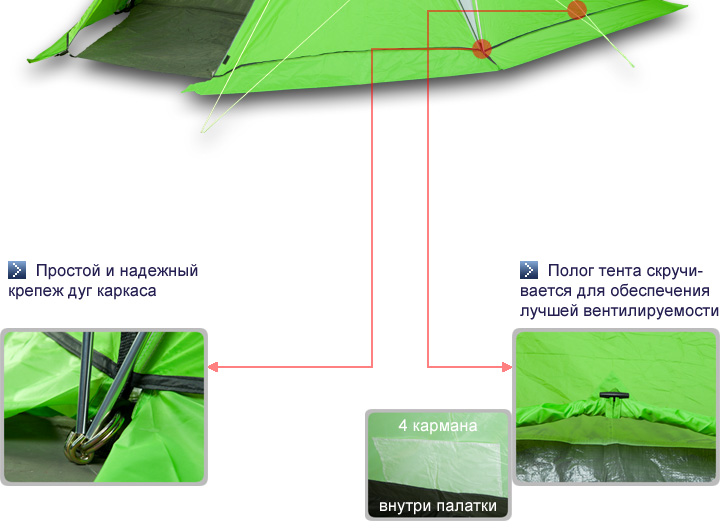 Простой и надежный
крепеж дуг каркаса
Полог тента скручи-
вается для обеспечения
лучшей вентилируемости
4 кармана
внутри палатки